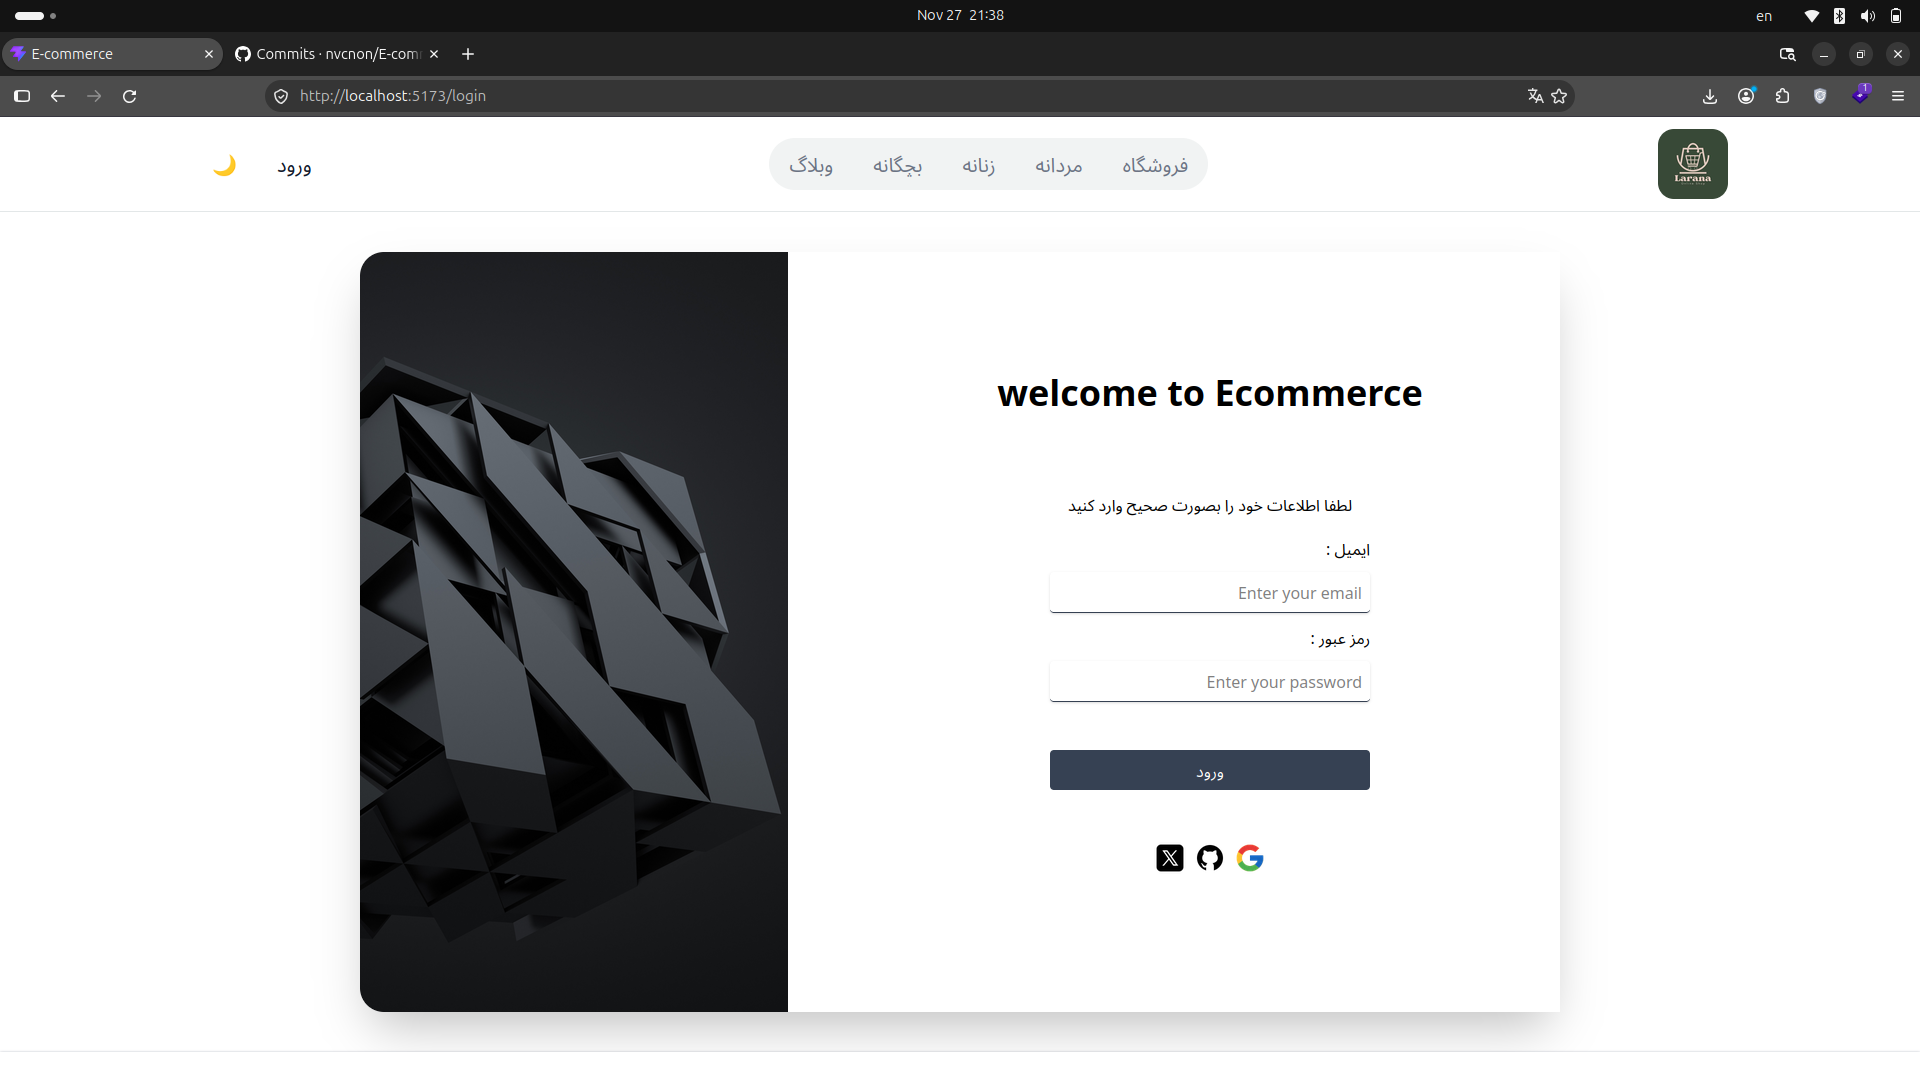 Nov 27 21:38
en
E-commerce
Commits · nvcnon/E-com
http://localhost:5173/login
1
Larana
فروشگاه
مردانه
زنانه
بچگانه
وبلاگ
ورود
welcome to Ecommerce
لطفا اطلاعات خود را بصورت صحیح وارد کنید
ایمیل :
Enter your email
رمز عبور :
Enter your password
ورود